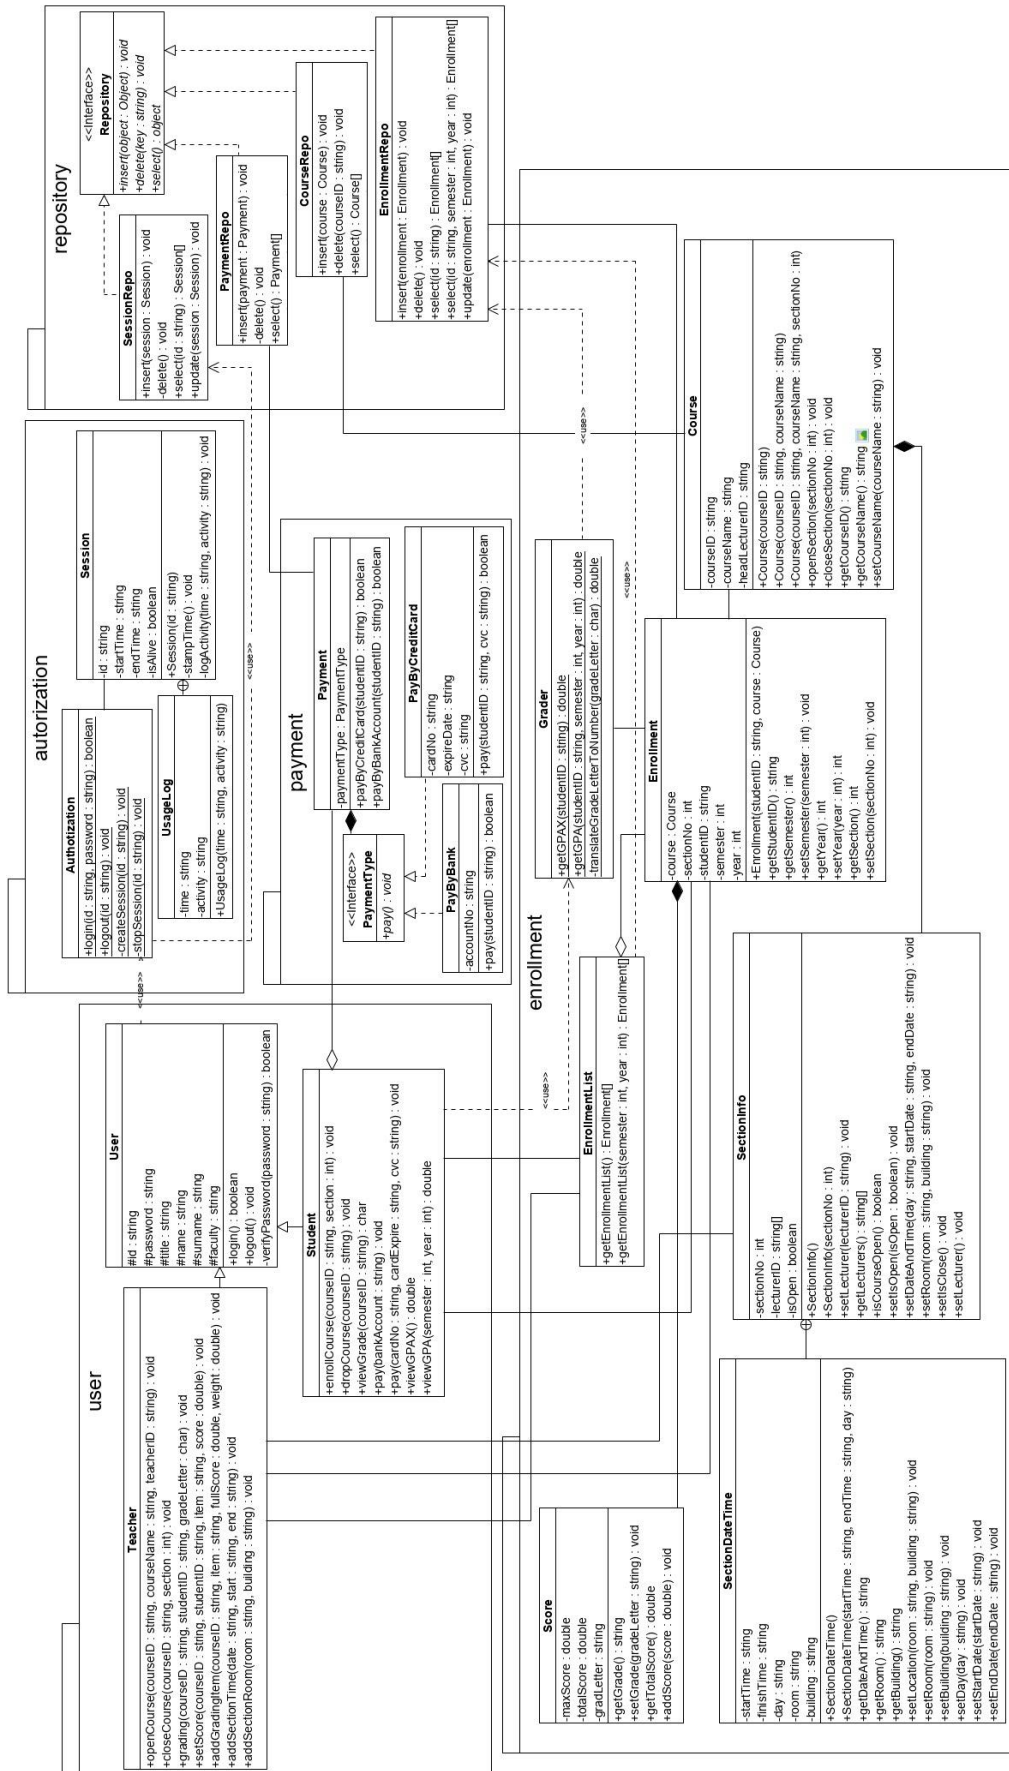 user
Teacher
+openCourse(courseID : string, courseName : string, teacherID : string) : void
+closeCourse(courseID : string, section : int) : void
+grading(courseID : string, studentID : string, gradeLetter : char) : void
+setScore(courseID : string, studentID : string, item : string, score : double) : void
+addGradingItem(courseID : string, item : string, fullScore : double, weight : double) : void
+addSectionTime(date : string, start : string, end : string) : void
+addSectionRoom(room : string, building : string) : void
User
#id : string
#password : string
#title : string
#name : string
#surname : string
#faculty : string
+login() : boolean
+logout() : void
-verifyPassword(password : string) : boolean
Student
+enrollCourse(courseID : string, section : int) : void
+dropCourse(courseID : string) : void
+viewGrade(courseID : string) : char
+pay(bankAccount : string) : void
+pay(cardNo : string, cardExpire : string, cvc : string) : void
+viewGPAX() : double
+viewGPA(semester : int, year : int) : double
autorization
Authotization
+login(id : string, password : string) : boolean
+logout(id : string) : void
-createSession(id : string) : void
-stopSession(id : string) : void
Session
-id : string
-startTime : string
-endTime : string
-isAlive : boolean
+Session(id : string)
-stampTime() : void
-logActivity(time : string, activity : string) : void
UsageLog
-time : string
-activity : string
+UsageLog(time : string, activity : string)
<<use>>
<<use>>
repository
<<Interface>>
Repository
+insert(object : Object) : void
+delete(key : string) : void
+select() : object
SessionRepo
+insert(session : Session) : void
-delete() : void
+select(id : string) : Session[]
+update(session : Session) : void
PaymentRepo
+insert(payment : Payment) : void
-delete() : void
+select() : Payment[]
CourseRepo
+insert(course : Course) : void
+delete(courseID : string) : void
+select() : Course[]
EnrollmentRepo
+insert(enrollment : Enrollment) : void
+delete() : void
+select(id : string) : Enrollment[]
+select(id : string, semester : int, year : int) : Enrollment[]
+update(enrollment : Enrollment) : void
payment
Payment
-paymentType : PaymentType
+payByCreditCard(studentID : string) : boolean
+payByBankAccount(studentID : string) : boolean
<<Interface>>
PaymentType
+pay() : void
PayByCreditCard
-cardNo : string
-expireDate : string
-cvc : string
+pay(studentID : string, cvc : string) : boolean
PayByBank
-accountNo : string
+pay(studentID : string) : boolean
enrollment
<<use>>
<<use>>
<<use>>
Grader
+getGPAX(studentID : string) : double
+getGPA(studentID : string, semester : int, year : int) : double
-translateGradeLetterToNumber(gradeLetter : char) : double
EnrollmentList
+getEnrollmentList() : Enrollment[]
+getEnrollmentList(semester : int, year : int) : Enrollment[]
Enrollment
-course : Course
-sectionNo : int
-studentID : string
-semester : int
-year : int
+Enrollment(studentID : string, course : Course)
+getStudentID() : string
+getSemester() : int
+setSemester(semester : int) : void
+getYear() : int
+setYear(year : int) : int
+getSection() : int
+setSection(sectionNo : int) : void
Course
-courseID : string
-courseName : string
-headLecturerID : string
+Course(courseID : string)
+Course(courseID : string, courseName : string)
+Course(courseID : string, courseName : string, sectionNo : int)
+openSection(sectionNo : int) : void
+closeSection(sectionNo : int) : void
+getCourseID() : string
+getCourseName() : string
+setCourseName(courseName : string) : void
Score
-maxScore : double
-totalScore : double
-gradLetter : string
+getGrade() : string
+setGrade(gradeLetter : string) : void
+getTotalScore() : double
+addScore(score : double) : void
SectionInfo
-sectionNo : int
-lecturerID : string[]
-isOpen : boolean
+SectionInfo()
+SectionInfo(sectionNo : int)
+setLecturer(lecturerID : string) : void
+getLecturers() : string[]
+isCourseOpen() : boolean
+setIsOpen(isOpen : boolean) : void
+setDateAndTime(day : string, startDate : string, endDate : string) : void
+setRoom(room : string, building : string) : void
+setIsClose() : void
+setLecturer() : void
SectionDateTime
-startTime : string
-finishTime : string
-day : string
-room : string
-building : string
+SectionDateTime()
+SectionDateTime(startTime : string, endTime : string, day : string)
+getDateAndTime() : string
+getRoom() : string
+getBuilding() : string
+setLocation(room : string, building : string) : void
+setRoom(room : string) : void
+setBuilding(building : string) : void
+setDay(day : string) : void
+setStartDate(startDate : string) : void
+setEndDate(endDate : string) : void